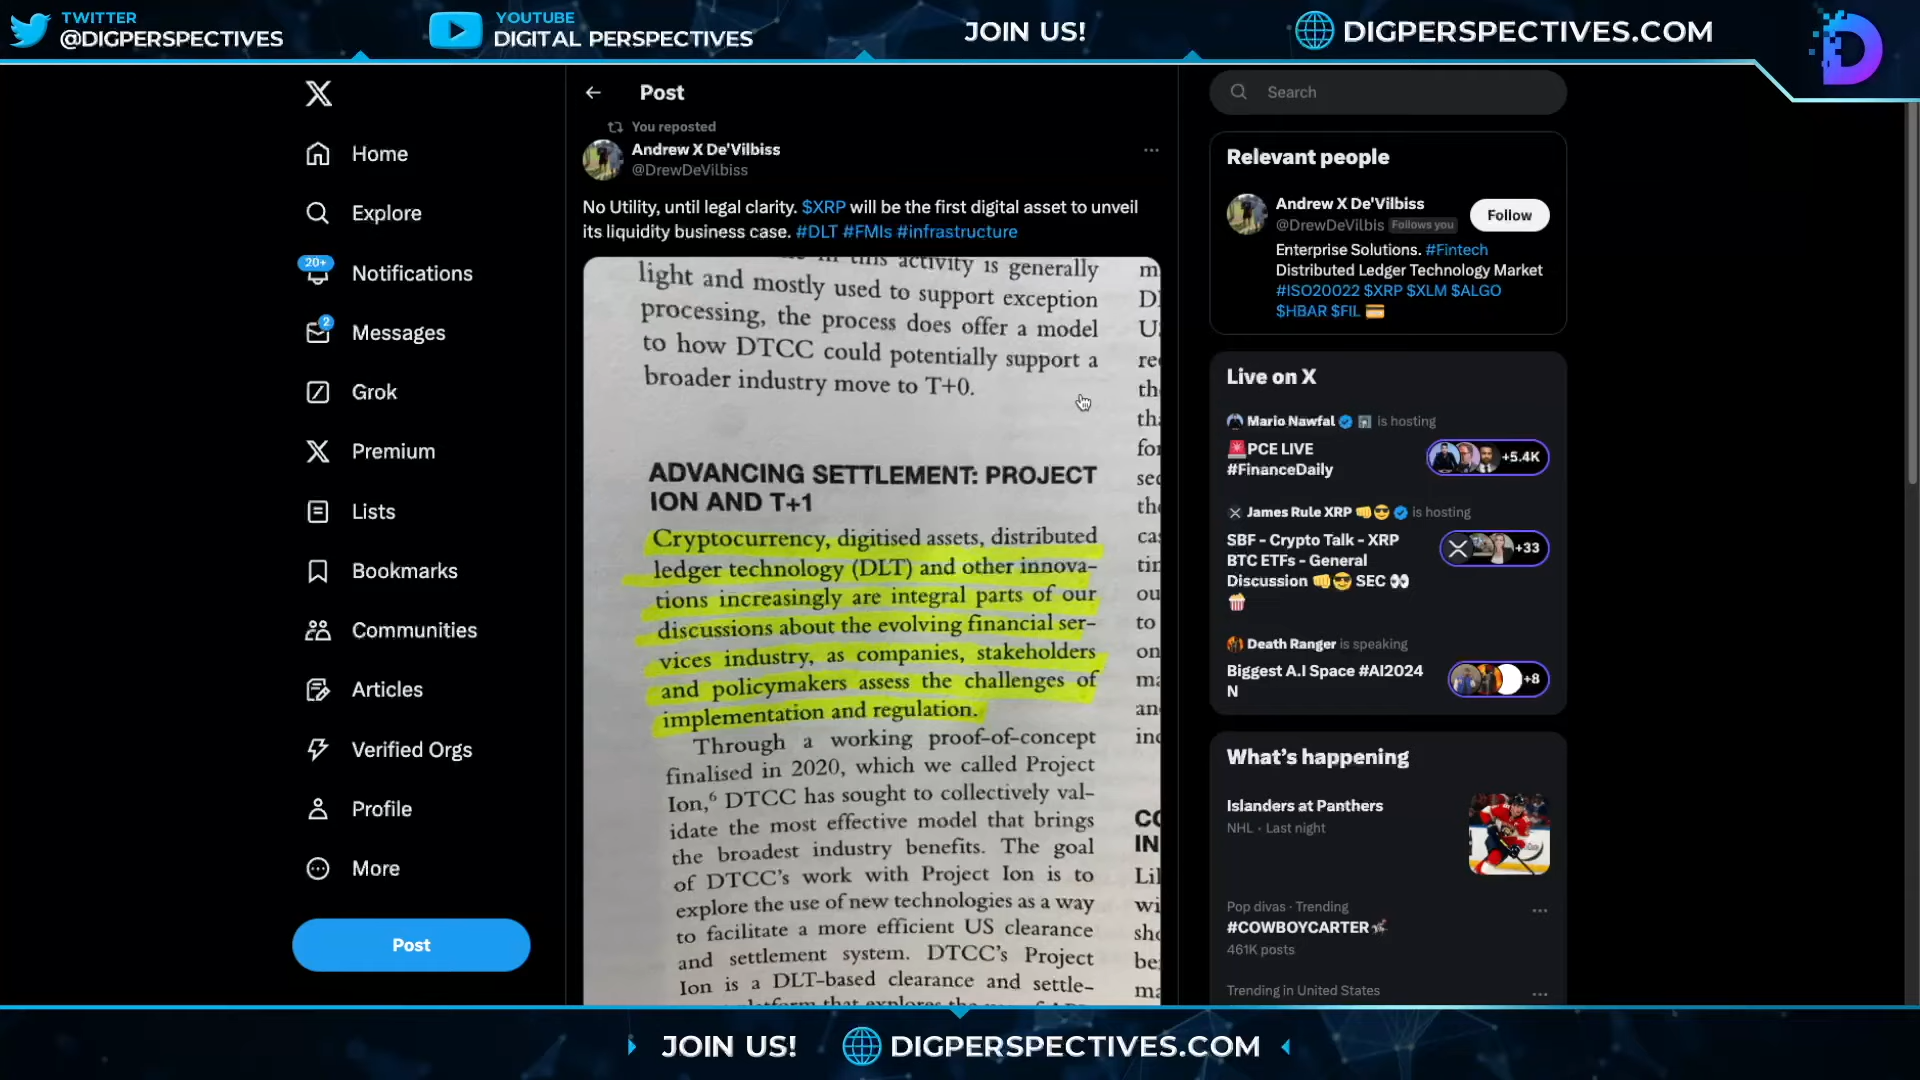 TWITTER
@DIGPERSPECTIVES
YOUTUBE
DIGITAL PERSPECTIVES
JOIN US!
DIGPERSPECTIVES.COM
Home
Explore
20+
Notifications
2
Messages
Grok
Premium
Lists
Bookmarks
Communities
Articles
Verified Orgs
Profile
More
Post
Post
You reposted
Andrew X De'Vilbiss
@DrewDeVilbiss
No Utility, until legal clarity. $XRP will be the first digital asset to unveil
its liquidity business case. #DLT #FMIs #infrastructure
in this activity is generally
light and mostly used to support exception
processing, the process does offer a model
to how DTCC could potentially support a
broader industry move to T+0.
ADVANCING SETTLEMENT: PROJECT
ION AND T+1
Cryptocurrency, digitised assets, distributed
ledger technology (DLT) and other innova-
tions increasingly are integral parts of our
discussions about the evolving financial ser-
vices industry, as companies, stakeholders
and policymakers assess the challenges of
implementation and regulation.
Through a working proof-of-concept
finalised in 2020, which we called Project
Ion,⁶ DTCC has sought to collectively val-
idate the most effective model that brings
the broadest industry benefits. The goal
of DTCC's work with Project Ion is to
explore the use of new technologies as a way
to facilitate a more efficient US clearance
and settlement system. DTCC's Project
Ion is a DLT-based clearance and settle-
Search
Relevant people
Andrew X De'Vilbiss
@DrewDeVilbis Follows you
Follow
Enterprise Solutions. #Fintech
Distributed Ledger Technology Market
#ISO20022 $XRP $XLM $ALGO
$HBAR $FIL
Live on X
Mario Nawfal is hosting
PCE LIVE
#FinanceDaily
+5.4K
James Rule XRP is hosting
SBF - Crypto Talk - XRP
BTC ETFs - General
Discussion SEC
+33
Death Ranger is speaking
Biggest A.I Space #AI2024
N
+8
What's happening
Islanders at Panthers
NHL · Last night
Pop divas · Trending
#COWBOYCARTER
461K posts
Trending in United States
JOIN US!
DIGPERSPECTIVES.COM